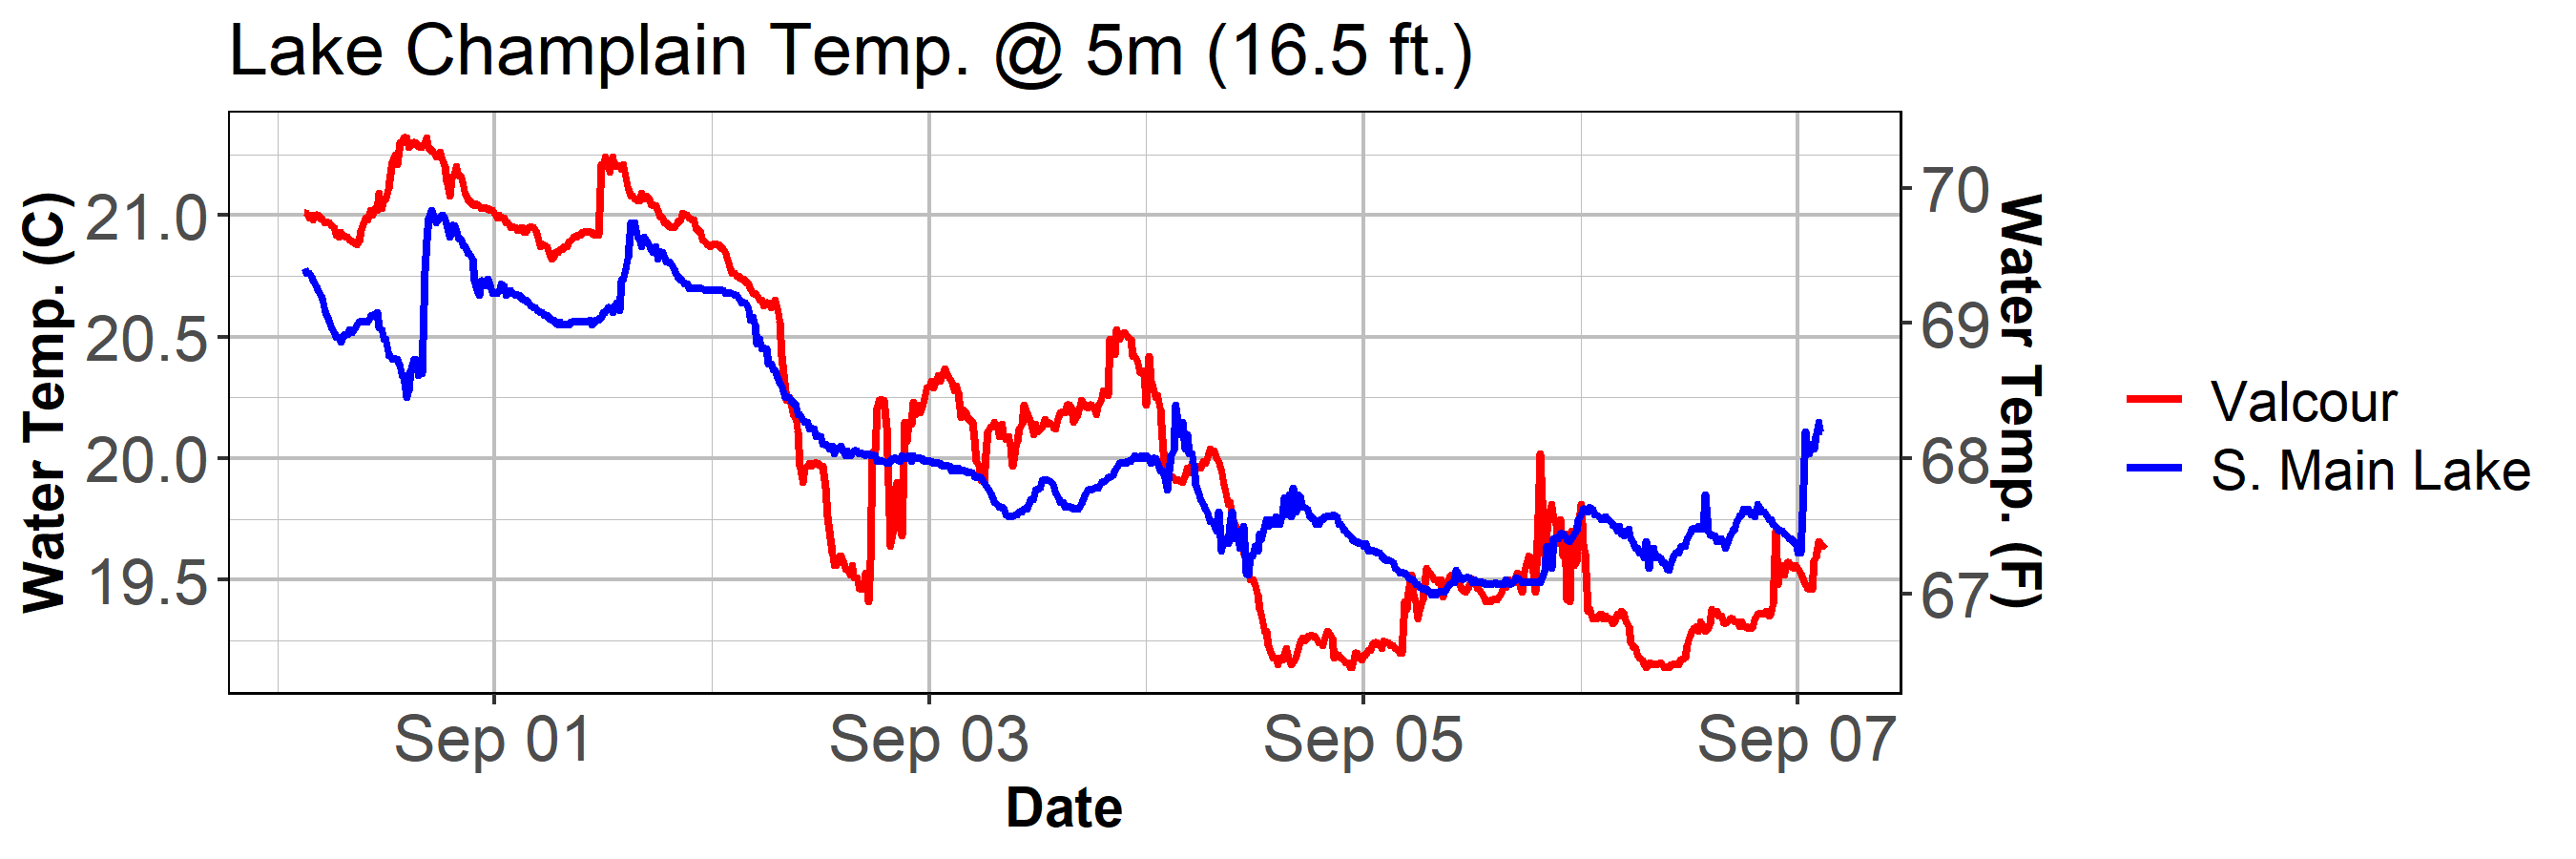 Lake Champlain Temp. @ 5m (16.5 ft.)
Water Temp. (C)
21.0
20.5
20.0
19.5
70
69
68
67
Water Temp. (F)
Valcour
S. Main Lake
Sep 01
Sep 03
Sep 05
Sep 07
Date